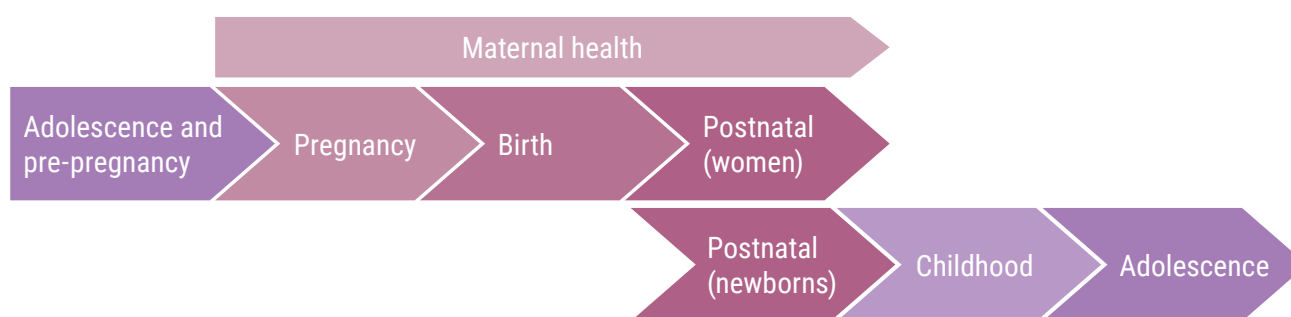 Maternal health
Adolescence and
pre-pregnancy
Pregnancy
Birth
Postnatal
(women)
Postnatal
(newborns)
Childhood
Adolescence